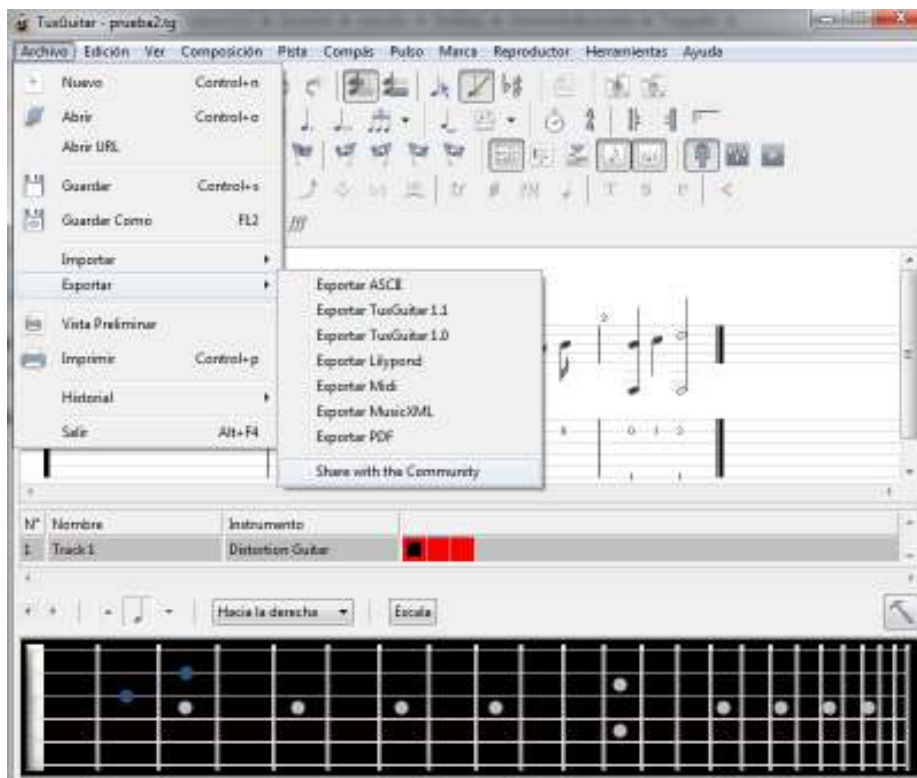 TuxGuitar - prueba2.tg
Archivo Edición Ver Composición Pista Compás Pulso Marca Reproductor Herramientas Ayuda
Nuevo Control+n
Abrir Control+o
Abrir URL
Guardar Control+s
Guardar Como F12
fff
Importar
Exportar
Exportar ASCII
Exportar TuxGuitar 1.1
Exportar TuxGuitar 1.0
Vista Preliminar
Exportar Lilypond
Imprimir Control+p
Exportar Midi
Historial
Exportar MusicXML
Salir Alt+F4
Exportar PDF
Share with the Community
N° Nombre Instrumento
1 Track 1 Distortion Guitar
Hacia la derecha Escala